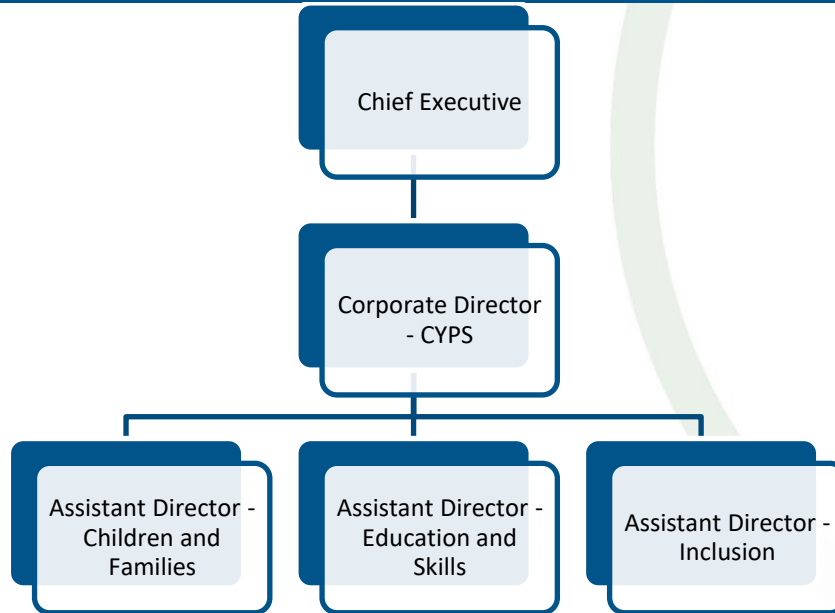 Chief Executive
Corporate Director
- CYPS
Assistant Director -
Children and
Families
Assistant Director -
Education and
Skills
Assistant Director -
Inclusion